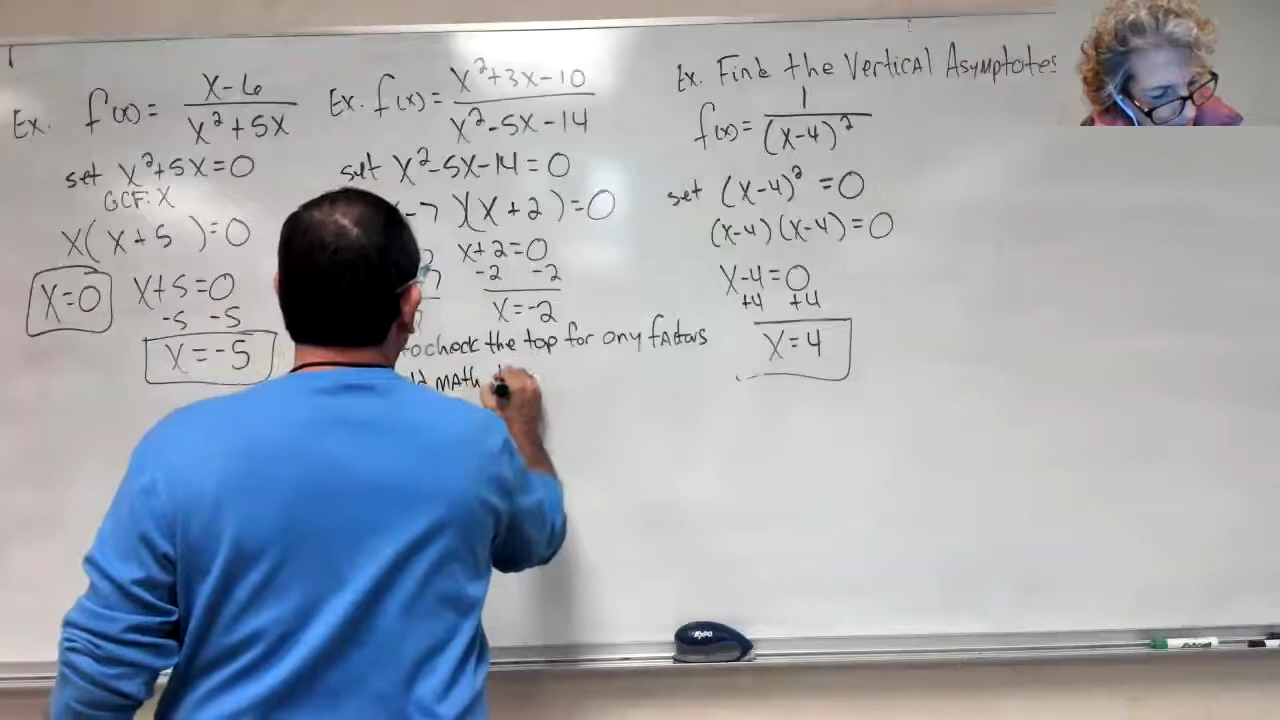 Ex. f(x) = x-6 / x²+5x
set x²+5x=0
GCF: X
x( x+5 )=0
x=0 x+5=0
-5 -5
x=-5
Ex. f(x) = x²+3x-10 / x²-5x-14
set x²-5x-14=0
-7 )(x+2 )=0
x+2=0
-2 -2
x=-2
to check the top for any factors
MAth
Ex. Find the Vertical Asymptotes
f(x)= 1 / (x-4)²
set (x-4)²=0
(x-4)(x-4)=0
x-4=0
+4 +4
x=4
EXPO